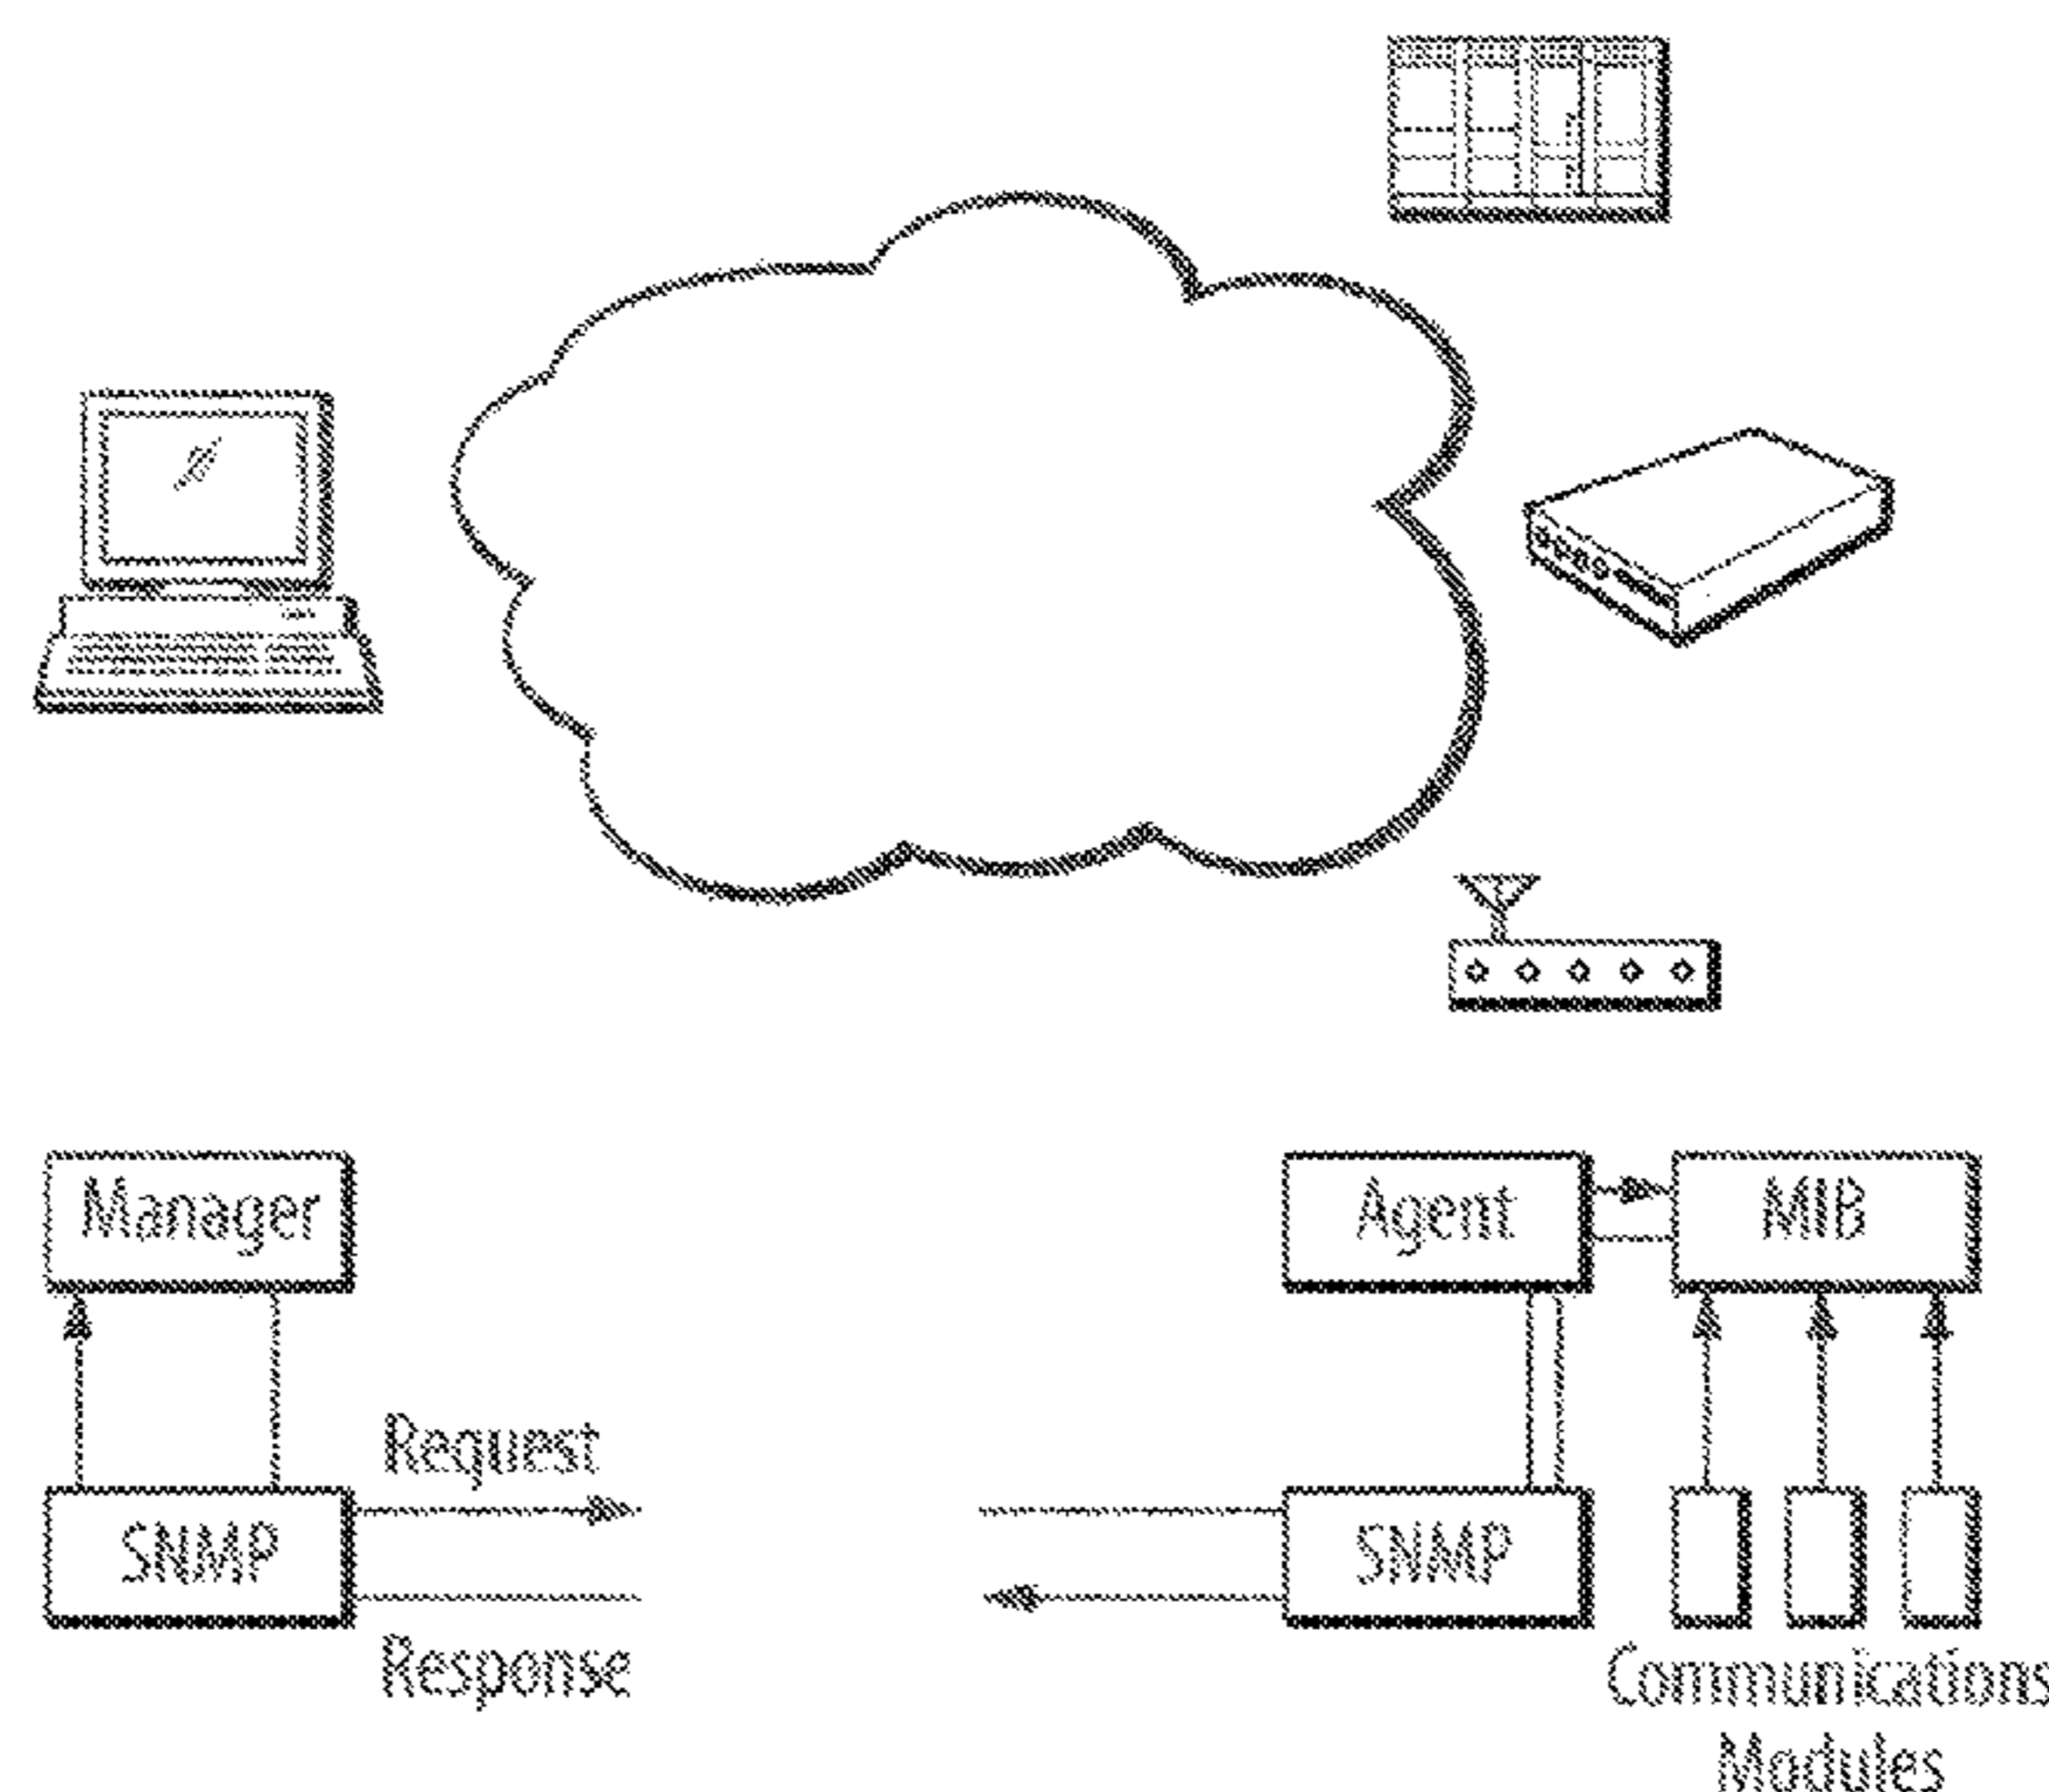 Manager
Agent
MIB
Request
SNMP
SNMP
Response
Communications
Modules